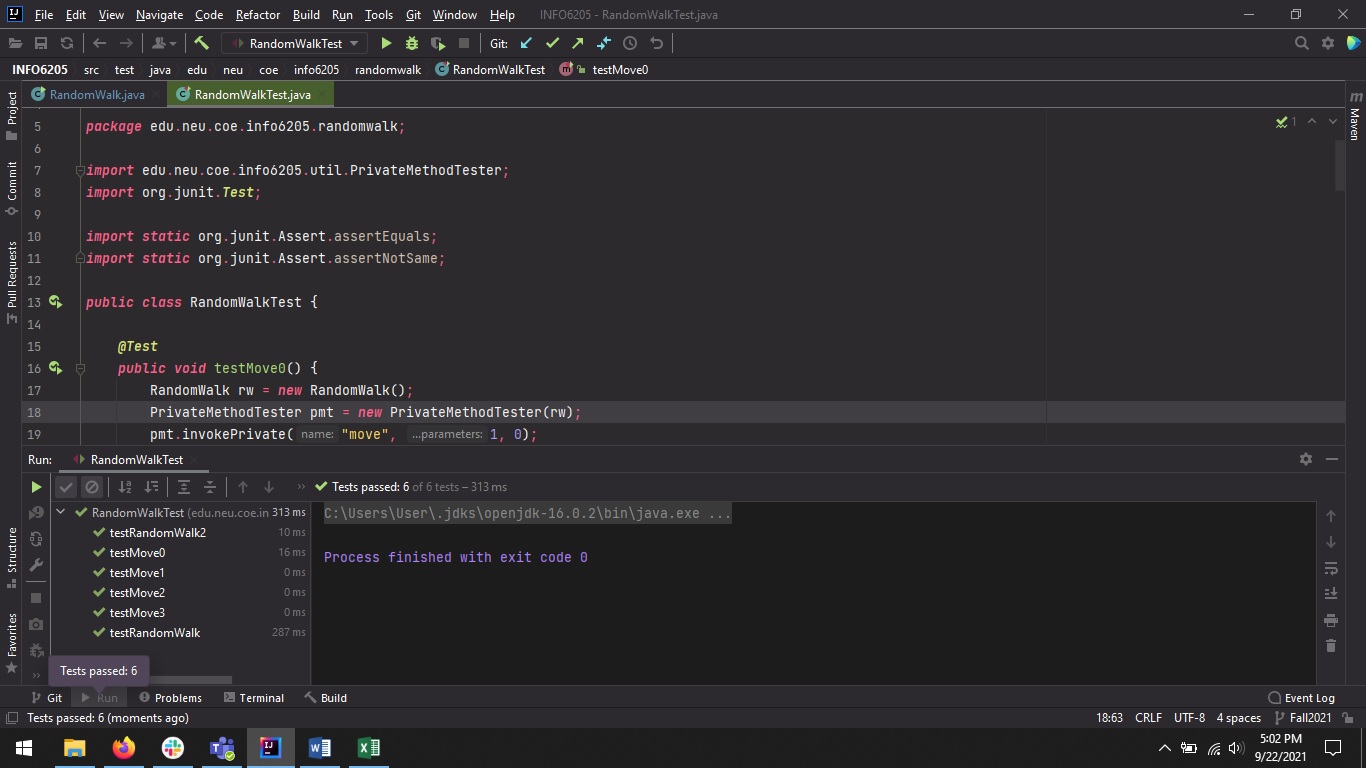 File Edit View Navigate Code Refactor Build Run Tools Git Window Help INFO6205 - RandomWalkTest.java
RandomWalkTest Git:
INFO6205 src test java edu neu coe info6205 randomwalk RandomWalkTest testMove0
RandomWalk.java RandomWalkTest.java
Project
Commit
Pull Requests
Structure
Favorites
m Maven
5 package edu.neu.coe.info6205.randomwalk;
1
6
7 import edu.neu.coe.info6205.util.PrivateMethodTester;
8 import org.junit.Test;
9
10 import static org.junit.Assert.assertEquals;
11 import static org.junit.Assert.assertNotSame;
12
13 public class RandomWalkTest {
14
15 @Test
16 public void testMove0() {
17 RandomWalk rw = new RandomWalk();
18 PrivateMethodTester pmt = new PrivateMethodTester(rw);
19 pmt.invokePrivate( name: "move", ...parameters: 1, 0);
Run: RandomWalkTest
Tests passed: 6 of 6 tests – 313 ms
RandomWalkTest (edu.neu.coe.in 313 ms
testRandomWalk2 10 ms
testMove0 16 ms
testMove1 0 ms
testMove2 0 ms
testMove3 0 ms
testRandomWalk 287 ms
C:\Users\User\.jdks\openjdk-16.0.2\bin\java.exe ...
Process finished with exit code 0
Tests passed: 6
Git Run Problems Terminal Build Event Log
Tests passed: 6 (moments ago) 18:63 CRLF UTF-8 4 spaces Fall2021
5:02 PM
9/22/2021